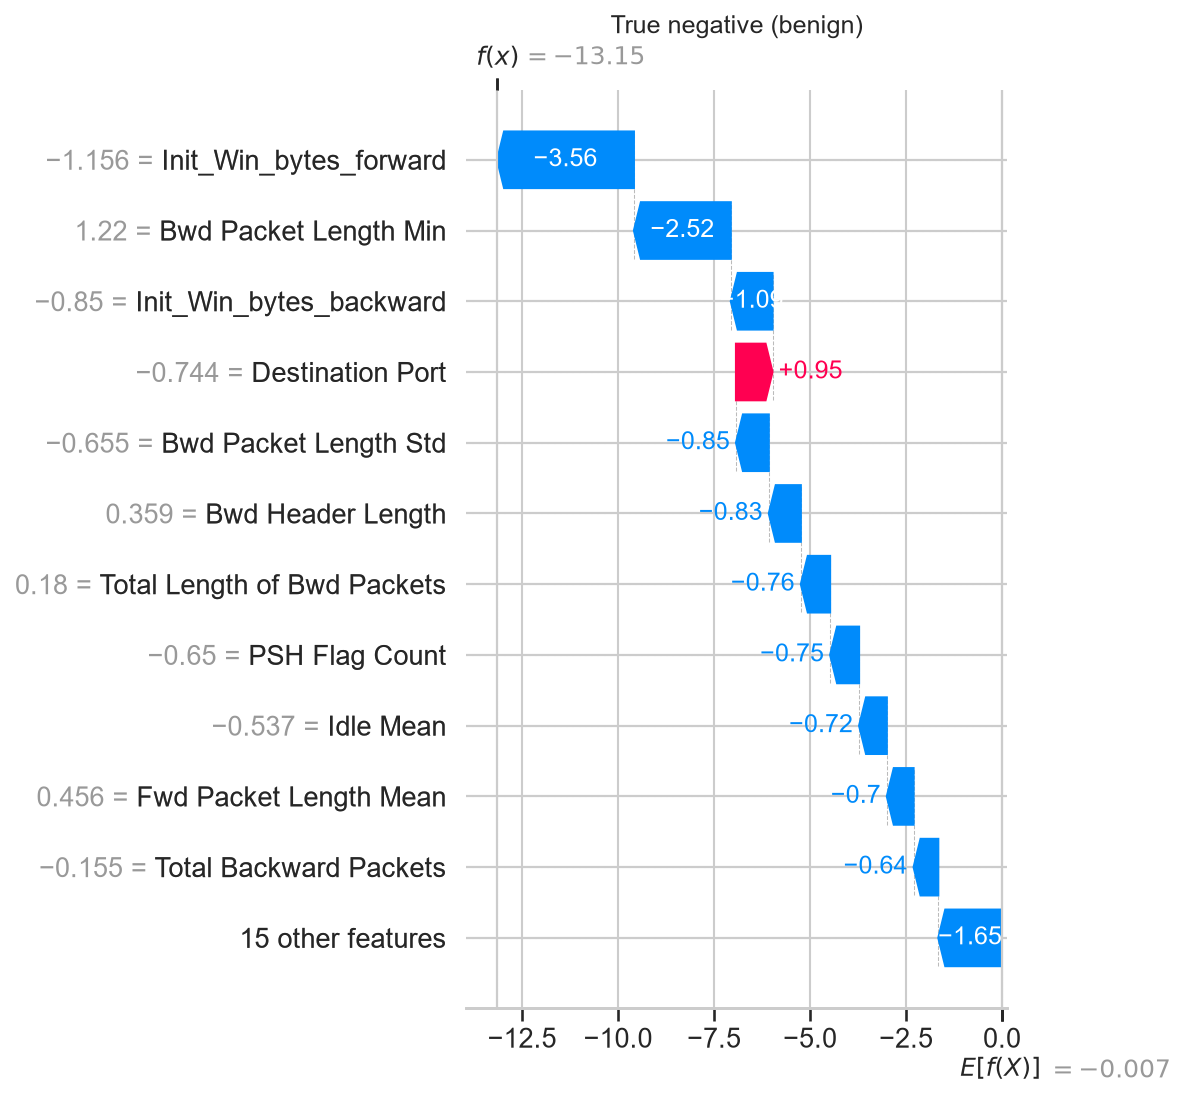 True negative (benign)
f(x) = −13.15
−1.156 = Init_Win_bytes_forward
−3.56
1.22 = Bwd Packet Length Min
−2.52
−0.85 = Init_Win_bytes_backward
−1.09
−0.744 = Destination Port
+0.95
−0.655 = Bwd Packet Length Std
−0.85
0.359 = Bwd Header Length
−0.83
0.18 = Total Length of Bwd Packets
−0.76
−0.65 = PSH Flag Count
−0.75
−0.537 = Idle Mean
−0.72
0.456 = Fwd Packet Length Mean
−0.7
−0.155 = Total Backward Packets
−0.64
15 other features
−1.65
−12.5 −10.0 −7.5 −5.0 −2.5 0.0
E[f(X)] = −0.007